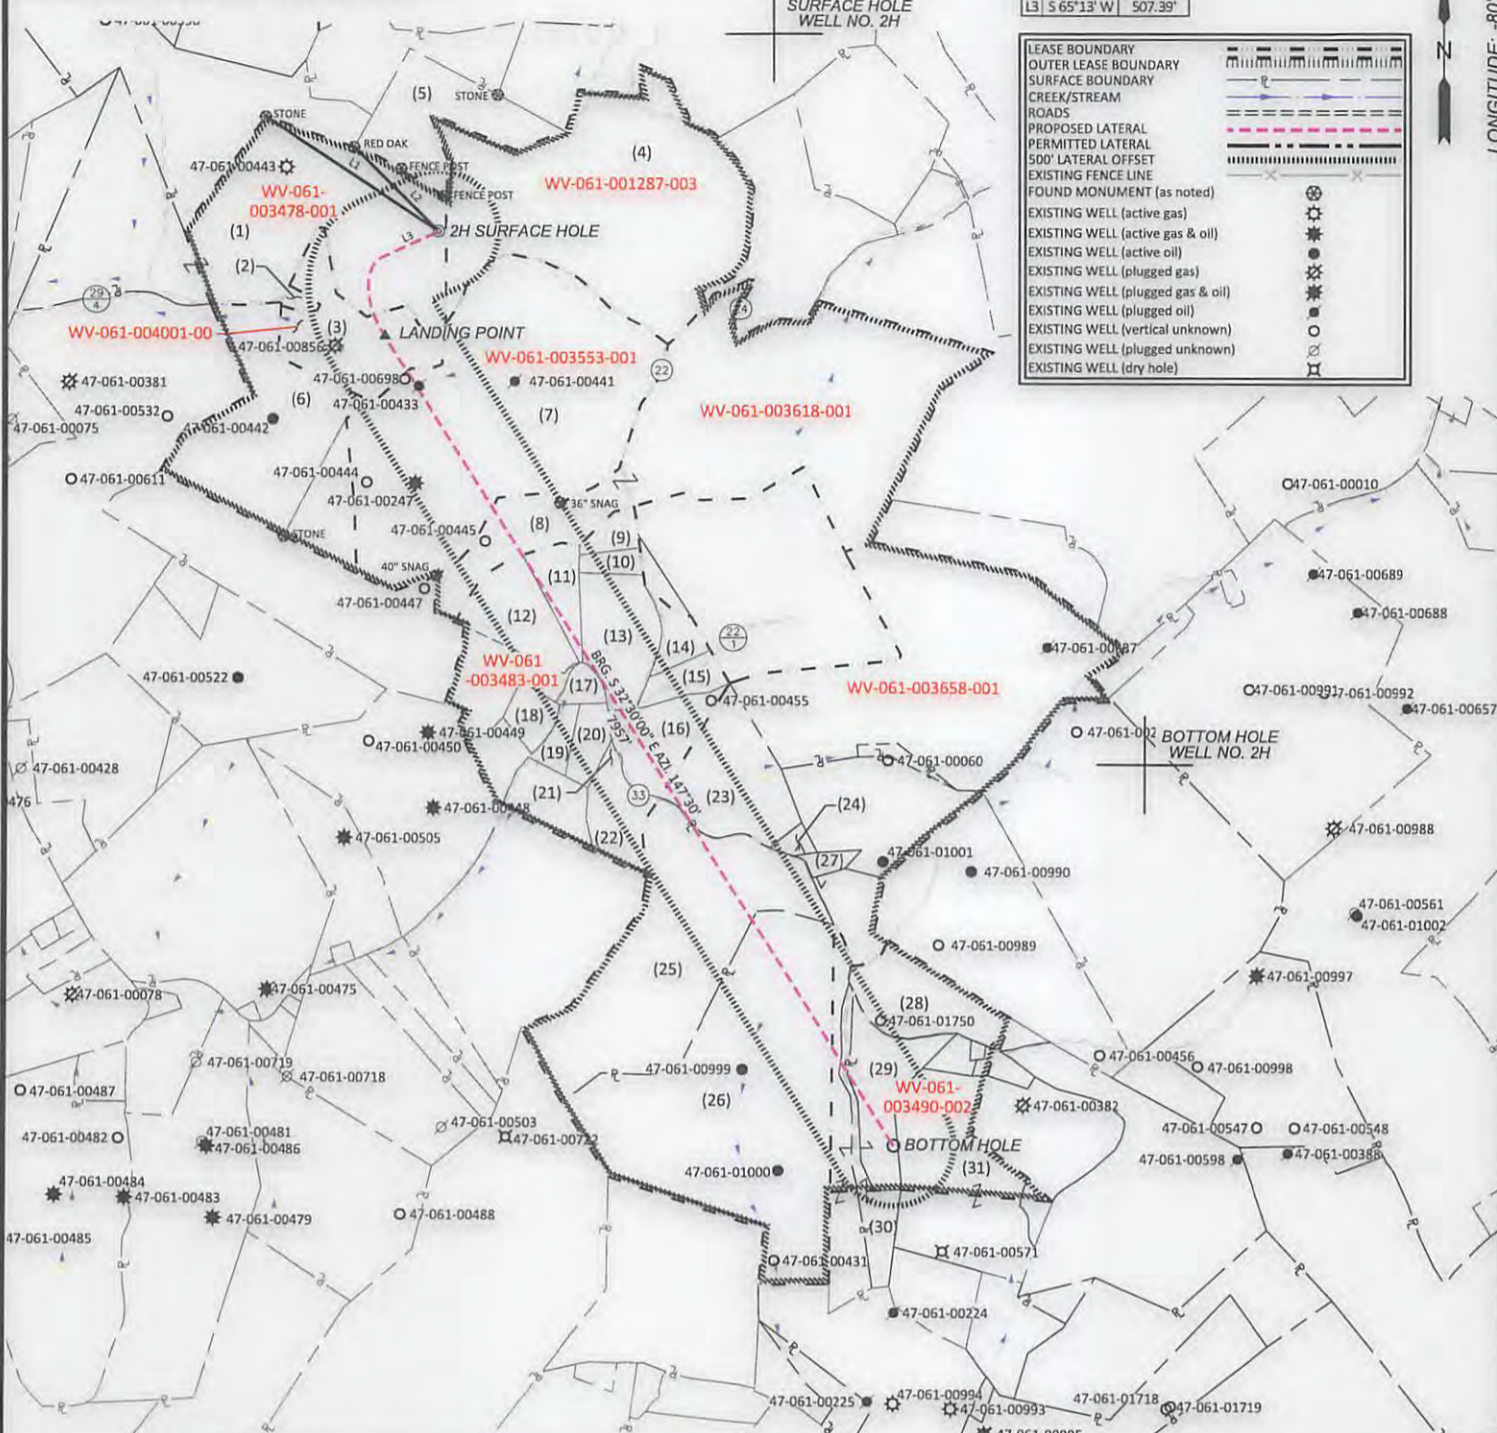 SURFACE HOLE
WELL NO. 2H
L3 S 65°13' W 507.39'
N
LONGITUDE: -80°
LEASE BOUNDARY
OUTER LEASE BOUNDARY
SURFACE BOUNDARY
CREEK/STREAM
ROADS
PROPOSED LATERAL
PERMITTED LATERAL
500' LATERAL OFFSET
EXISTING FENCE LINE
FOUND MONUMENT (as noted)
EXISTING WELL (active gas)
EXISTING WELL (active gas & oil)
EXISTING WELL (active oil)
EXISTING WELL (plugged gas)
EXISTING WELL (plugged gas & oil)
EXISTING WELL (plugged oil)
EXISTING WELL (vertical unknown)
EXISTING WELL (plugged unknown)
EXISTING WELL (dry hole)
(5)
STONE
STONE
RED OAK
L1
FENCE POST
L2
FENCE POST
(4)
47-061-00443
WV-061-
003478-001
WV-061-001287-003
(1)
L3
2H SURFACE HOLE
(2)
29
4
WV-061-004001-00
(3)
LANDING POINT
47-061-00856
WV-061-003553-001
22
47-061-00381
47-061-00698
47-061-00441
47-061-00433
(6)
(7)
WV-061-003618-001
47-061-00532
47-061-00075
47-061-00442
47-061-00611
47-061-00444
47-061-00247
36" SNAG
47-061-00010
(8)
47-061-00445
(9)
STONE
(10)
40" SNAG
(11)
47-061-00447
47-061-00689
47-061-00688
(12)
(13)
22
1
(14)
47-061-00687
WV-061
-003483-001
(15)
47-061-00522
(17)
WV-061-003658-001
47-061-00455
47-061-00991
47-061-00992
47-061-00657
BRG. S 32°30'00" E AZI. 147°30'
7957'
(18)
(16)
47-061-00449
47-061-00450
(20)
47-061-002
BOTTOM HOLE
WELL NO. 2H
(19)
47-061-00428
47-061-00060
476
(21)
33
(23)
(24)
47-061-00448
47-061-00505
(22)
47-061-00988
(27)
47-061-01001
47-061-00990
47-061-00561
47-061-01002
47-061-00989
(25)
47-061-00997
47-061-00475
47-061-00078
(28)
47-061-01750
47-061-00719
47-061-00718
47-061-00999
(29)
47-061-00456
47-061-00998
47-061-00487
WV-061-
003490-002
(26)
47-061-00382
47-061-00503
47-061-00482
47-061-00481
47-061-00486
47-061-00722
47-061-00547
47-061-00548
BOTTOM HOLE
47-061-00598
47-061-00388
(31)
47-061-01000
47-061-00484
47-061-00483
47-061-00479
47-061-00488
(30)
47-061-00485
47-061-00431
47-061-00571
47-061-00224
47-061-00225
47-061-00994
47-061-00993
47-061-01718
47-061-01719